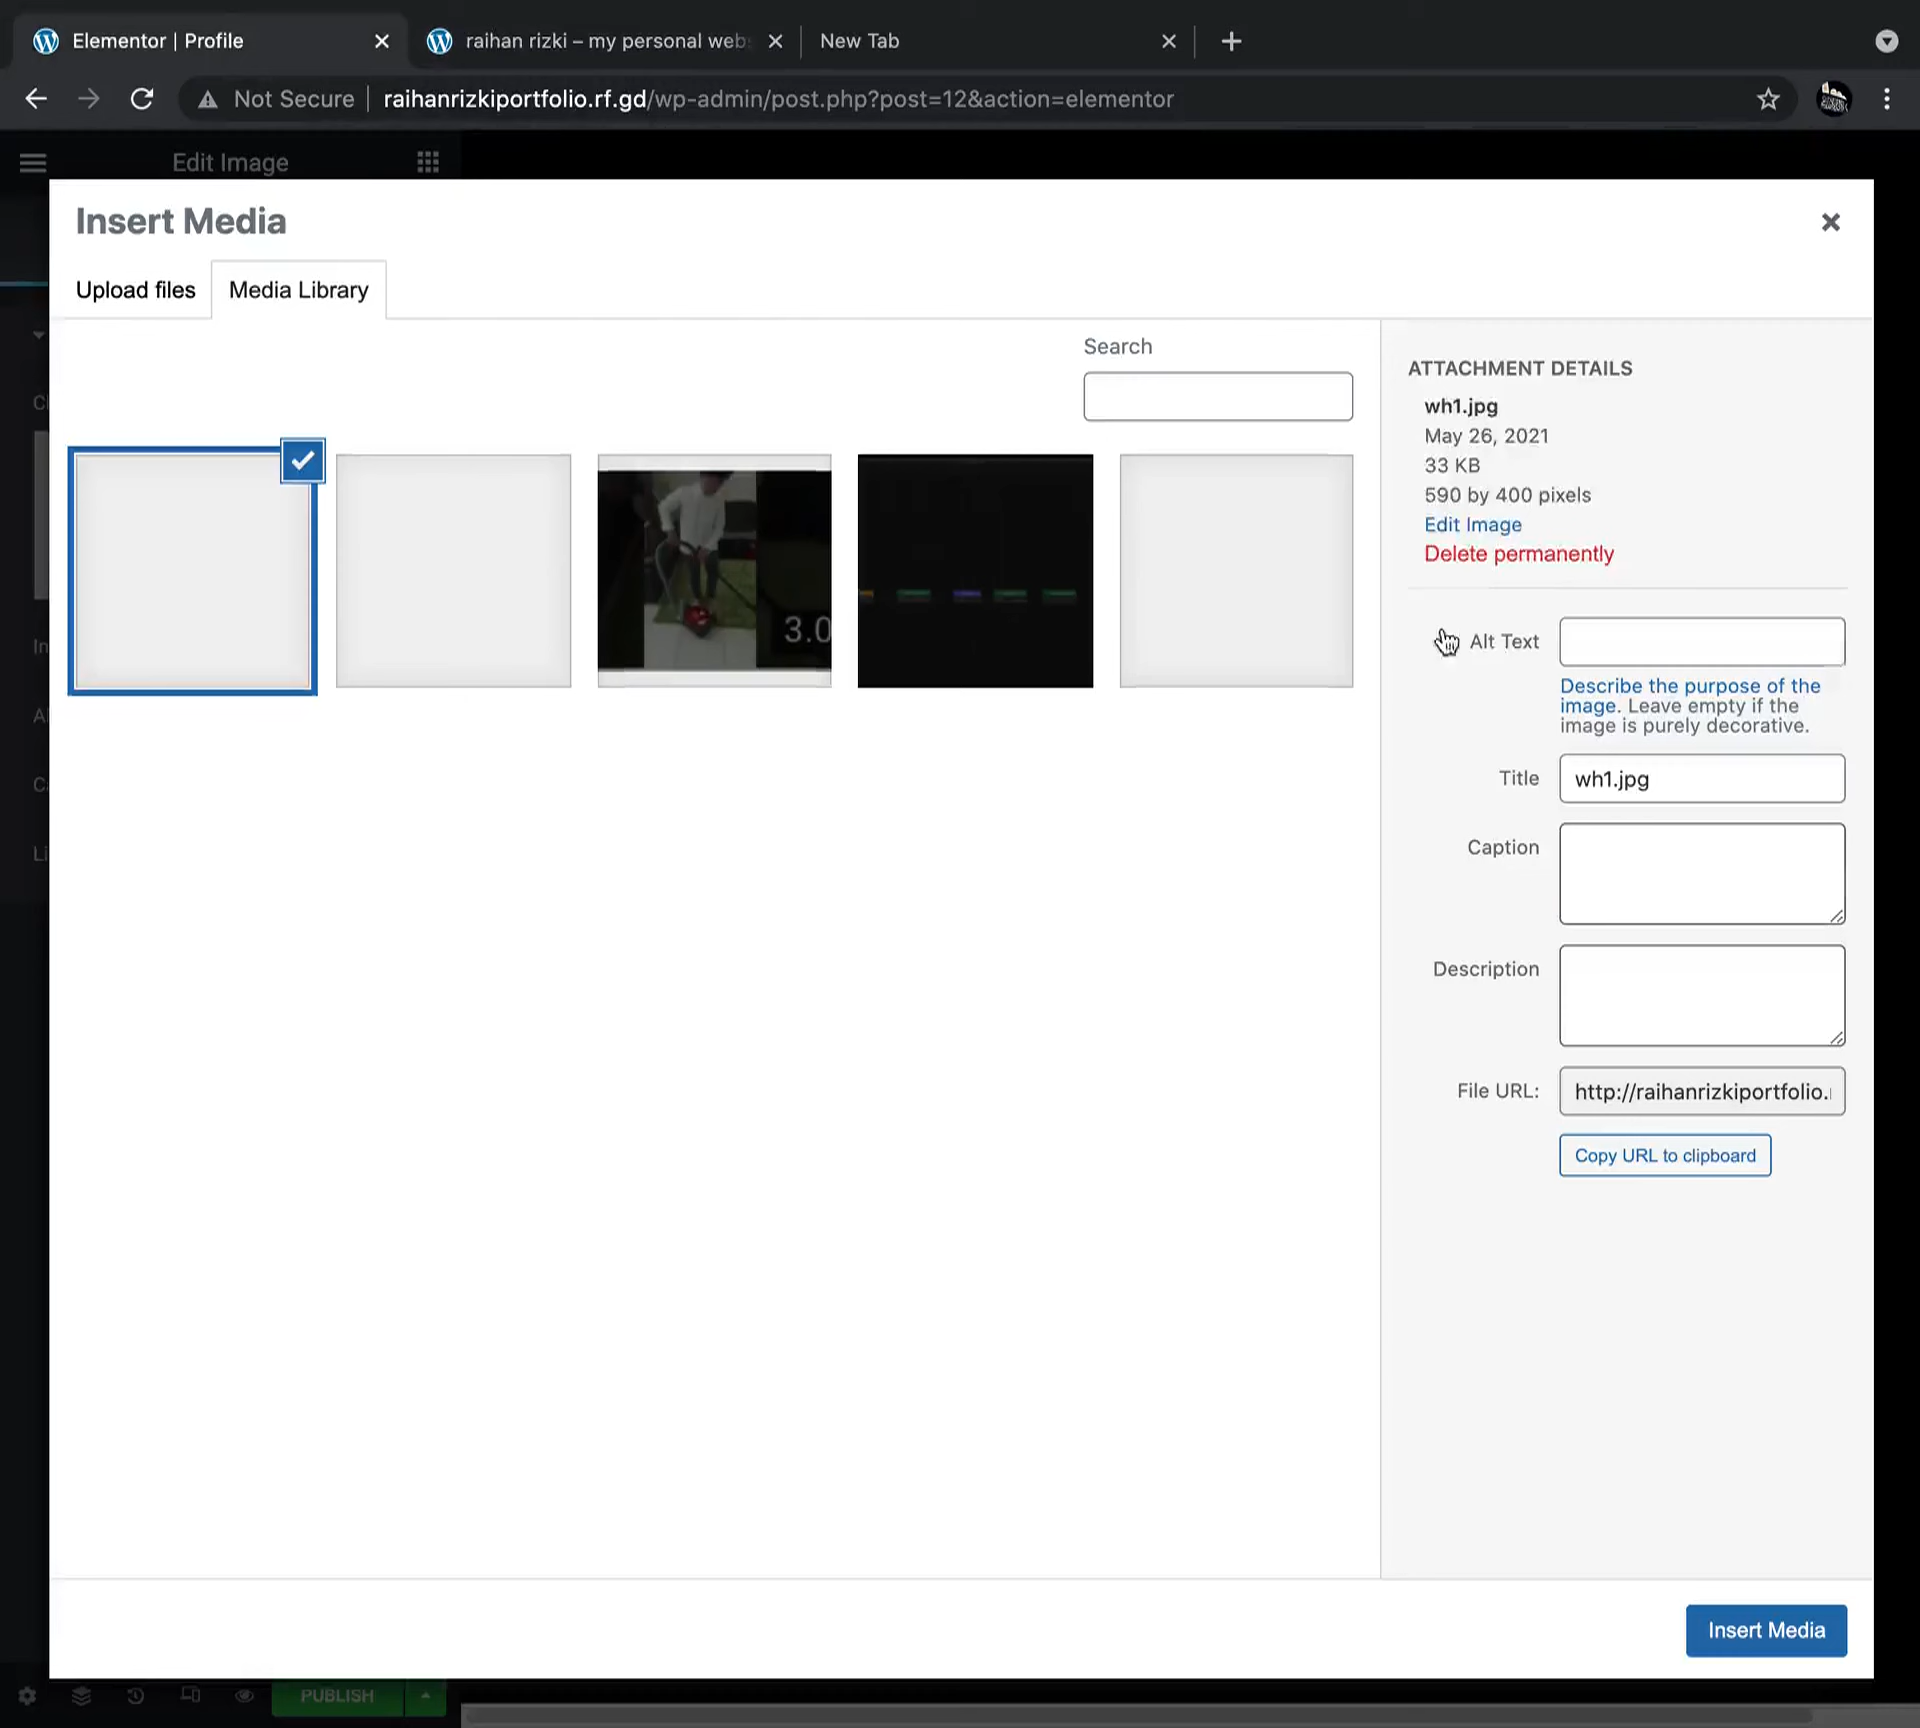 Elementor | Profile
raihan rizki – my personal webs
New Tab
Not Secure
raihanrizkiportfolio.rf.gd/wp-admin/post.php?post=12&action=elementor
Edit Image
Insert Media
Upload files
Media Library
Search
3.0
ATTACHMENT DETAILS
wh1.jpg
May 26, 2021
33 KB
590 by 400 pixels
Edit Image
Delete permanently
Alt Text
Describe the purpose of the
image. Leave empty if the
image is purely decorative.
Title
wh1.jpg
Caption
Description
File URL:
http://raihanrizkiportfolio.
Copy URL to clipboard
Insert Media
PUBLISH